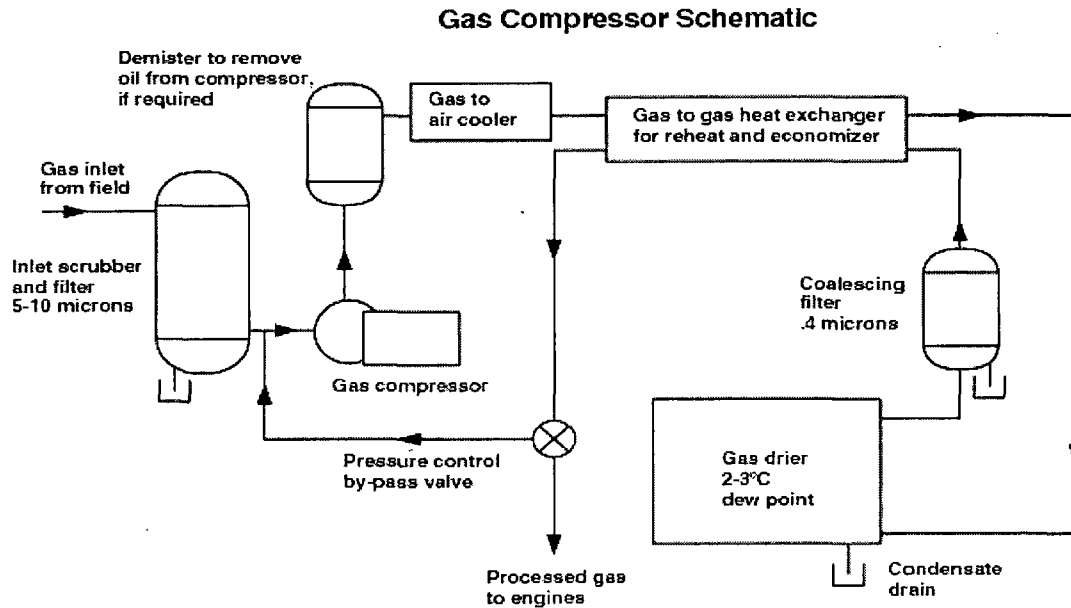 Gas Compressor Schematic
Demister to remove
oil from compressor,
if required
Gas to
air cooler
Gas to gas heat exchanger
for reheat and economizer
Gas inlet
from field
Inlet scrubber
and filter
5-10 microns
Coalescing
filter
.4 microns
Gas compressor
Pressure control
by-pass valve
Gas drier
2-3°C
dew point
Processed gas
to engines
Condensate
drain